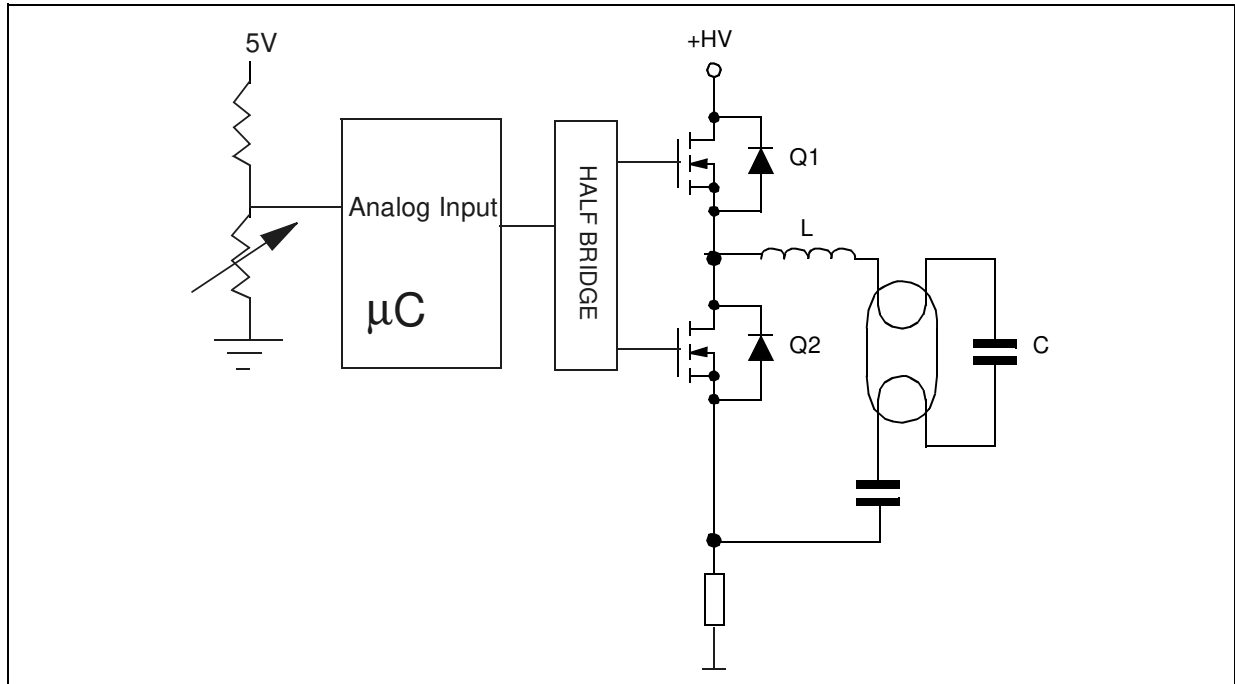 5V
+HV
Q1
Analog Input
HALF BRIDGE
L
µC
Q2
C